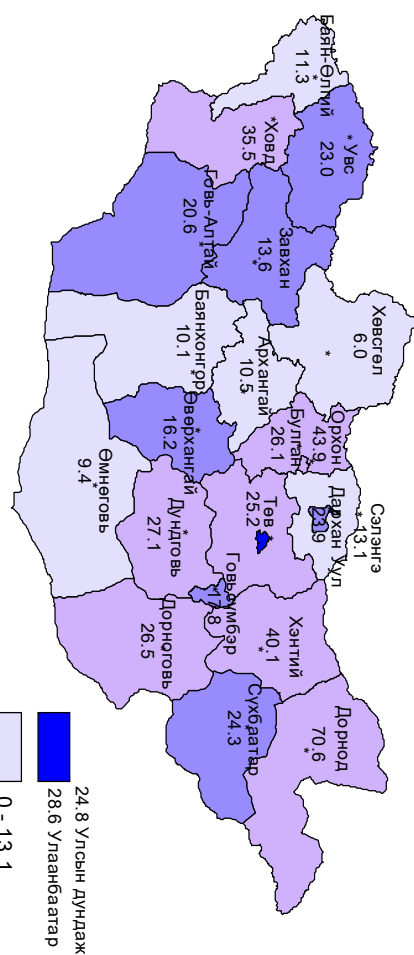 Баян-Өлгий
11.3
Увс
23.0
Ховд
35.5
Говь-Алтай
20.6
Завхан
13.6
Хөвсгөл
6.0
Баянхонгор
10.1
Архангай
10.5
Орхон
43.9
Булган
26.1
Өвөрхангай
16.2
Өмнөговь
9.4
Сэлэнгэ
13.1
Дархан Уул
23.9
Төв
25.2
Дундговь
27.1
Говьсүмбэр
17.8
Дорноговь
26.5
Хэнтий
40.1
Сүхбаатар
24.3
Дорнод
70.6
24.8 Улсын дундаж
28.6 Улаанбаатар
0 - 13.1